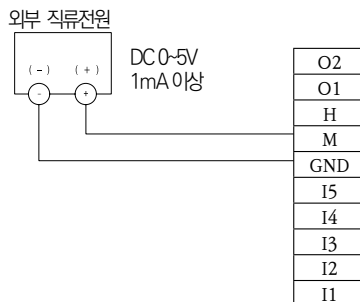 외부 직류전원
(-) (+)
- +
DC 0~5V
1mA 이상
O2
O1
H
M
GND
I5
I4
I3
I2
I1